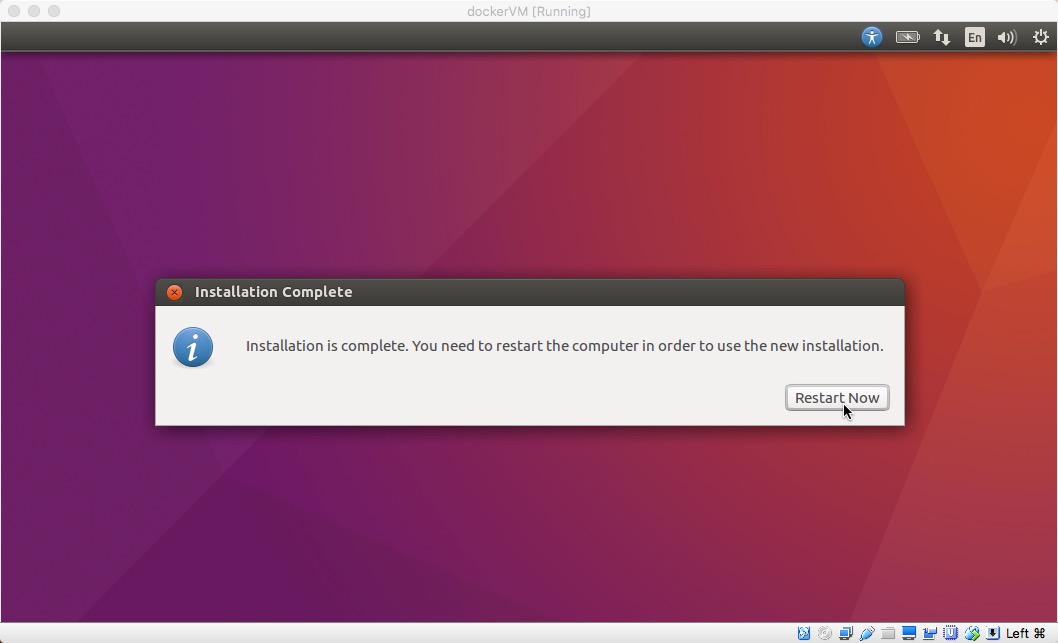 dockerVM [Running]
En
Installation Complete
Installation is complete. You need to restart the computer in order to use the new installation.
Restart Now
Left ⌘